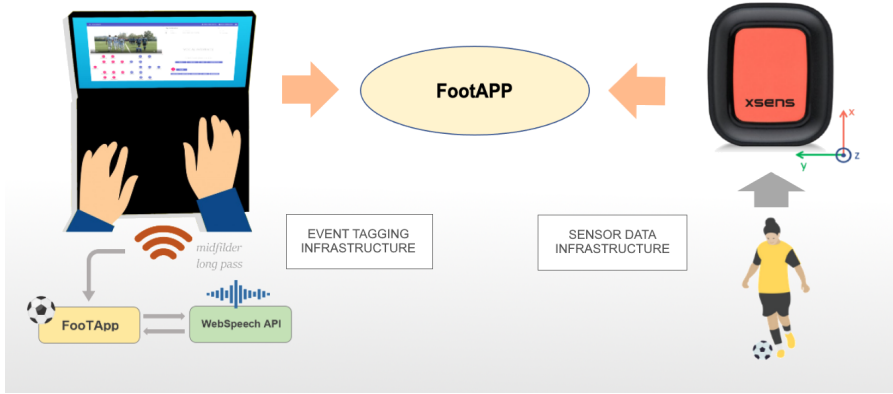 FootAPP
xsens
x
y
z
EVENT TAGGING
INFRASTRUCTURE
SENSOR DATA
INFRASTRUCTURE
midfilder
long pass
FooTApp
WebSpeech API